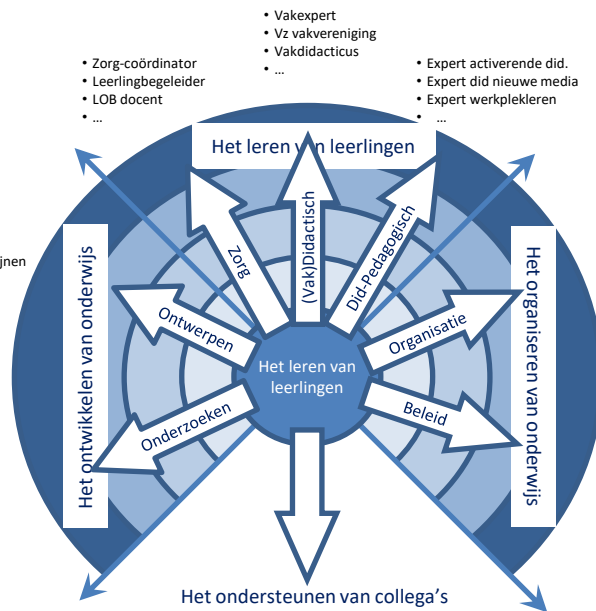 • Vakexpert
• Vz vakvereniging
• Vakdidacticus
• ...
• Zorg-coördinator
• Leerlingbegeleider
• LOB docent
• ...
• Expert activerende did.
• Expert did nieuwe media
• Expert werkplekleren
• ...
Het leren van leerlingen
jnen
Het ontwikkelen van onderwijs
Zorg
(Vak)Didactisch
Did-Pedagogisch
Ontwerpen
Organisatie
Het leren van
leerlingen
Onderzoeken
Beleid
Het organiseren van onderwijs
Het ondersteunen van collega's